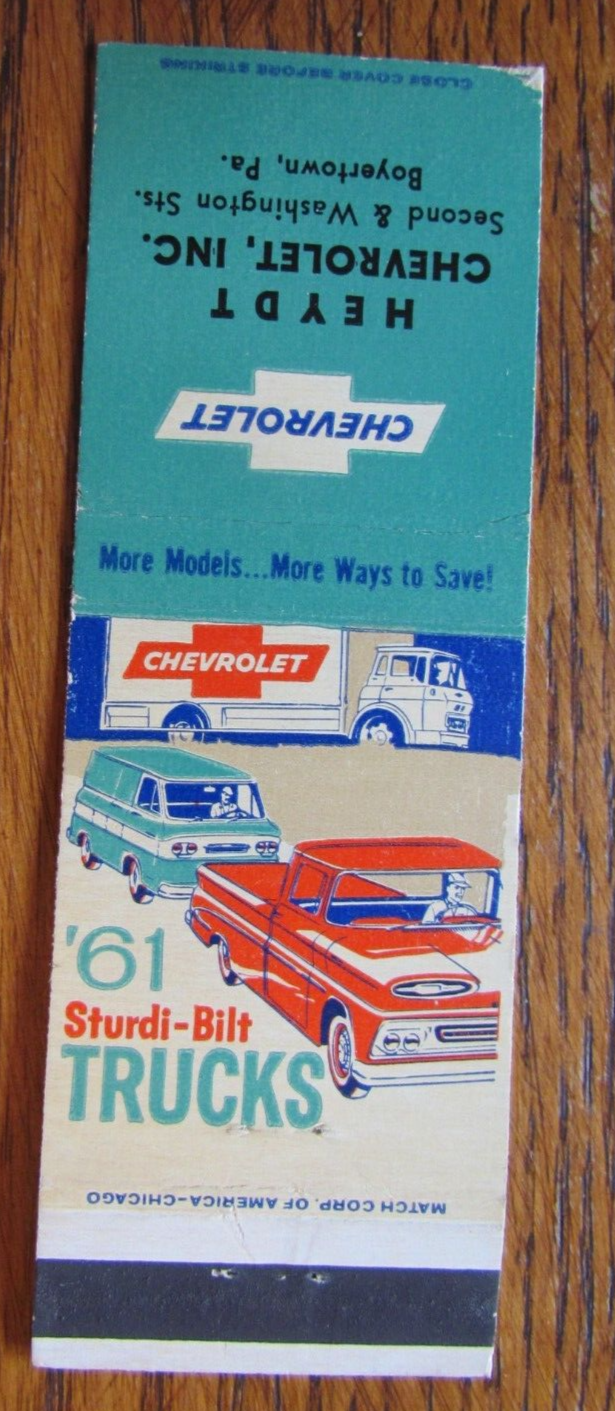 CLOSE COVER BEFORE STRIKING
Boyertown, Pa.
Second & Washington Sts.
CHEVROLET, INC.
HEYDT
CHEVROLET
More Models...More Ways to Save!
CHEVROLET
'61
Sturdi-Bilt
TRUCKS
MATCH CORP. OF AMERICA-CHICAGO